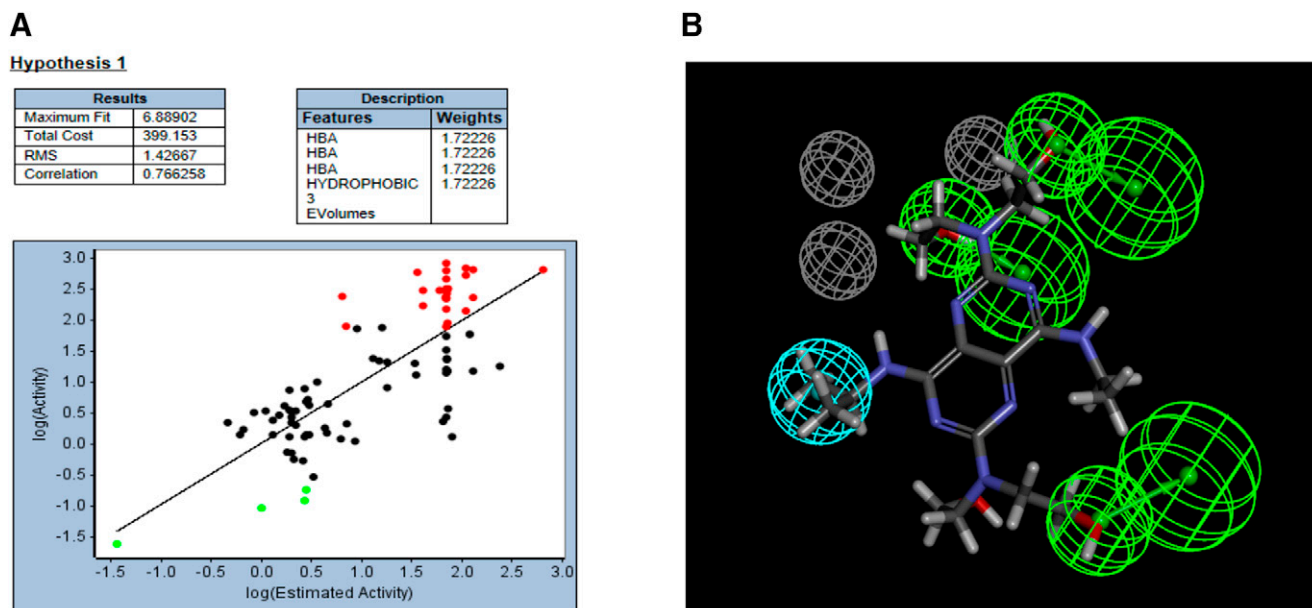 A
B
Hypothesis 1
Results
Maximum Fit 6.88902
Total Cost 399.153
RMS 1.42667
Correlation 0.766258
Description
Features Weights
HBA 1.72226
HBA 1.72226
HBA 1.72226
HYDROPHOBIC 1.72226
3
EVolumes
log(Activity)
3.0
2.5
2.0
1.5
1.0
0.5
0.0
-0.5
-1.0
-1.5
-1.5 -1.0 -0.5 0.0 0.5 1.0 1.5 2.0 2.5 3.0
log(Estimated Activity)